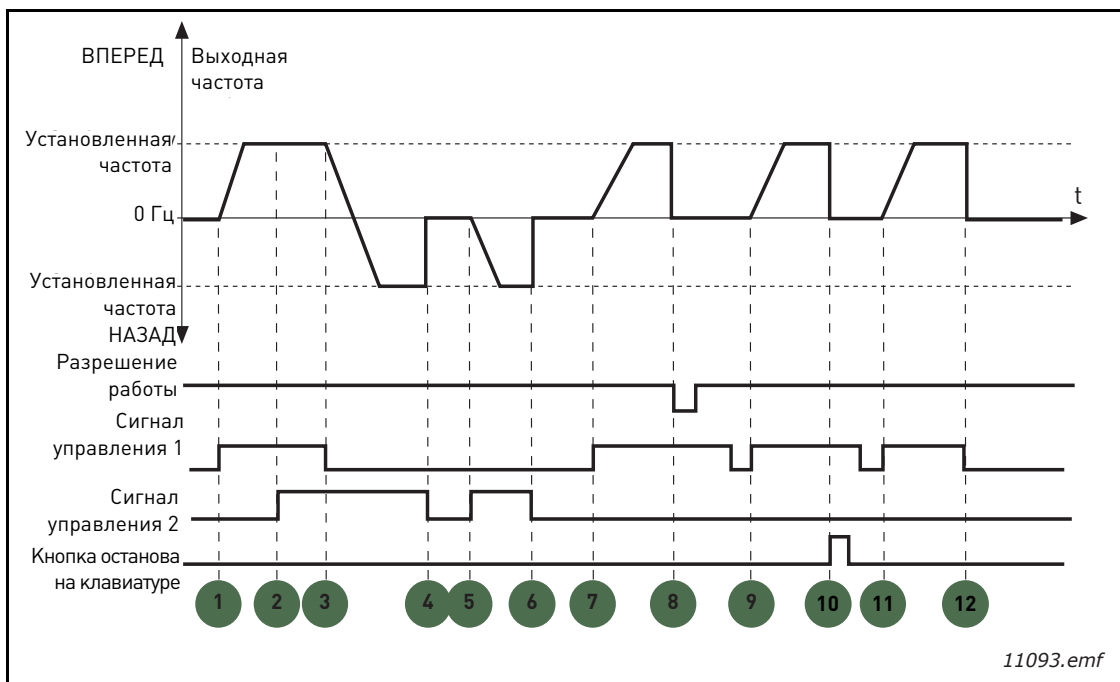 ВПЕРЕД
Выходная
частота
Установленная
частота
t
0 Гц
Установленная
частота
НАЗАД
Разрешение
работы
Сигнал
управления 1
Сигнал
управления 2
Кнопка останова
на клавиатуре
1 2 3 4 5 6 7 8 9 10 11 12
11093.emf